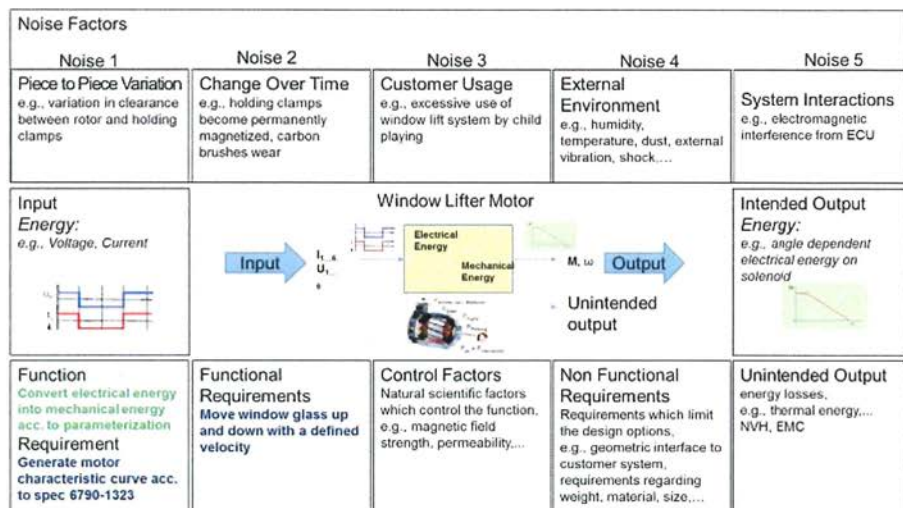 Noise Factors
Noise 1
Noise 2
Noise 3
Noise 4
Noise 5
Piece to Piece Variation
e.g., variation in clearance
between rotor and holding
clamps
Change Over Time
e.g., holding clamps
become permanently
magnetized, carbon
brushes wear
Customer Usage
e.g., excessive use of
window lift system by child
playing
External
Environment
e.g., humidity,
temperature, dust, external
vibration, shock,...
System Interactions
e.g., electromagnetic
interference from ECU
Input
Energy:
e.g., Voltage, Current
Window Lifter Motor
Input
Electrical
Energy
Mechanical
Energy
M, ω
Output
Unintended
output
Intended Output
Energy:
e.g., angle dependent
electrical energy on
solenoid
Function
Convert electrical energy
into mechanical energy
acc. to parameterization
Requirement
Generate motor
characteristic curve acc.
to spec 6790-1323
Functional
Requirements
Move window glass up
and down with a defined
velocity
Control Factors
Natural scientific factors
which control the function,
e.g., magnetic field
strength, permeability,...
Non Functional
Requirements
Requirements which limit
the design options,
e.g., geometric interface to
customer system,
requirements regarding
weight, material, size,...
Unintended Output
energy losses,
e.g., thermal energy,...
NVH, EMC